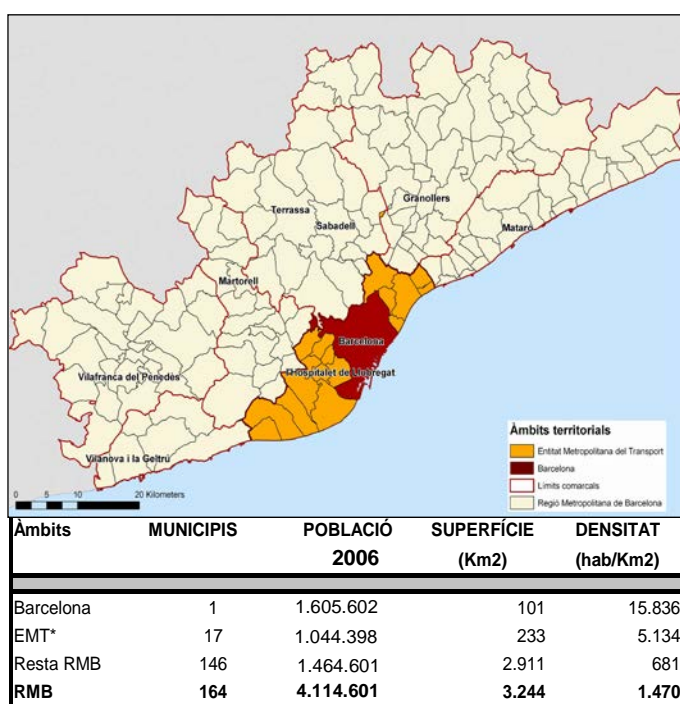 Granollers
Terrassa
Sabadell
Mataró
Martorell
Barcelona
l'Hospitalet de Llobregat
Vilafranca del Penedès
Vilanova i la Geltrú
Àmbits territorials
Entitat Metropolitana del Transport
Barcelona
Límits comarcals
Regió Metropolitana de Barcelona
0 5 10 20 Kilometers
Àmbits MUNICIPIS POBLACIÓ SUPERFÍCIE DENSITAT
2006 (Km2) (hab/Km2)
Barcelona 1 1.605.602 101 15.836
EMT* 17 1.044.398 233 5.134
Resta RMB 146 1.464.601 2.911 681
RMB 164 4.114.601 3.244 1.470